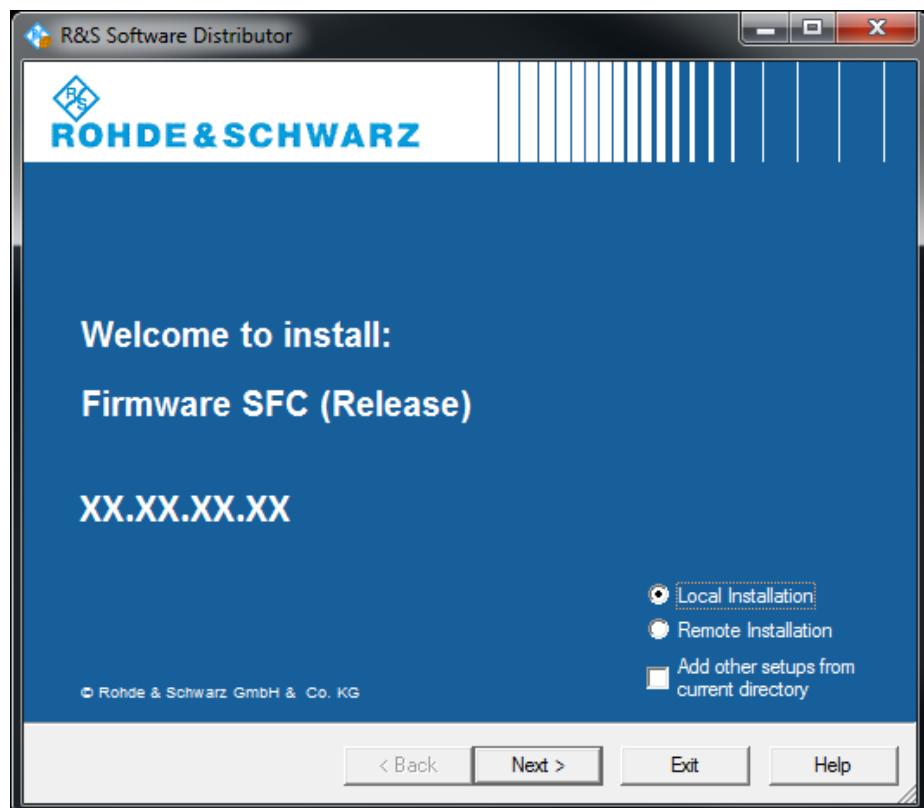 R&S Software Distributor
R S
ROHDE&SCHWARZ
Welcome to install:
Firmware SFC (Release)
XX.XX.XX.XX
Local Installation
Remote Installation
Add other setups from
current directory
© Rohde & Schwarz GmbH & Co. KG
< Back
Next >
Exit
Help